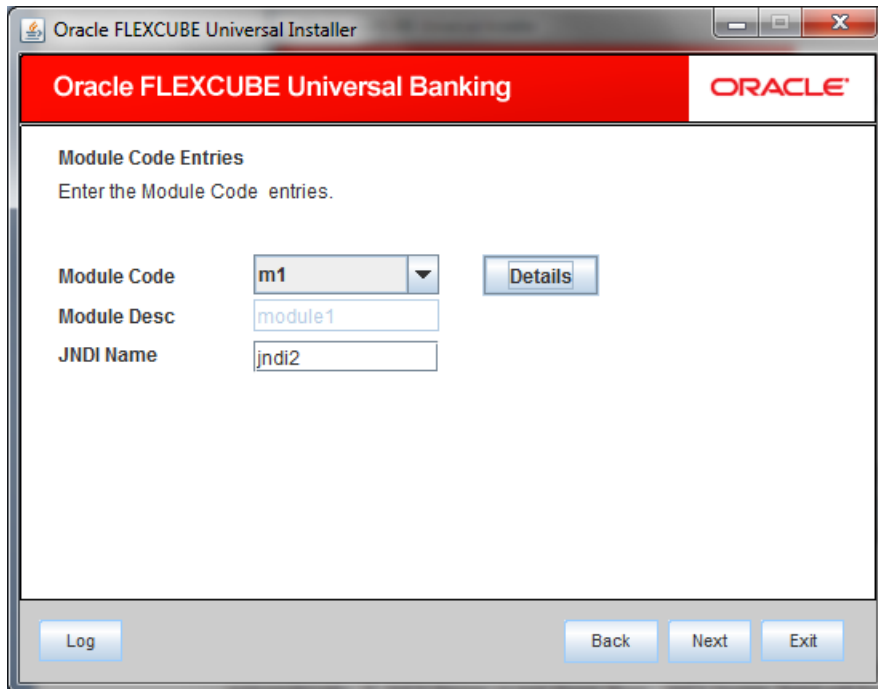 Oracle FLEXCUBE Universal Installer
Oracle FLEXCUBE Universal Banking
ORACLE
Module Code Entries
Enter the Module Code entries.
Module Code m1 Details
Module Desc module1
JNDI Name jndi2
Log Back Next Exit